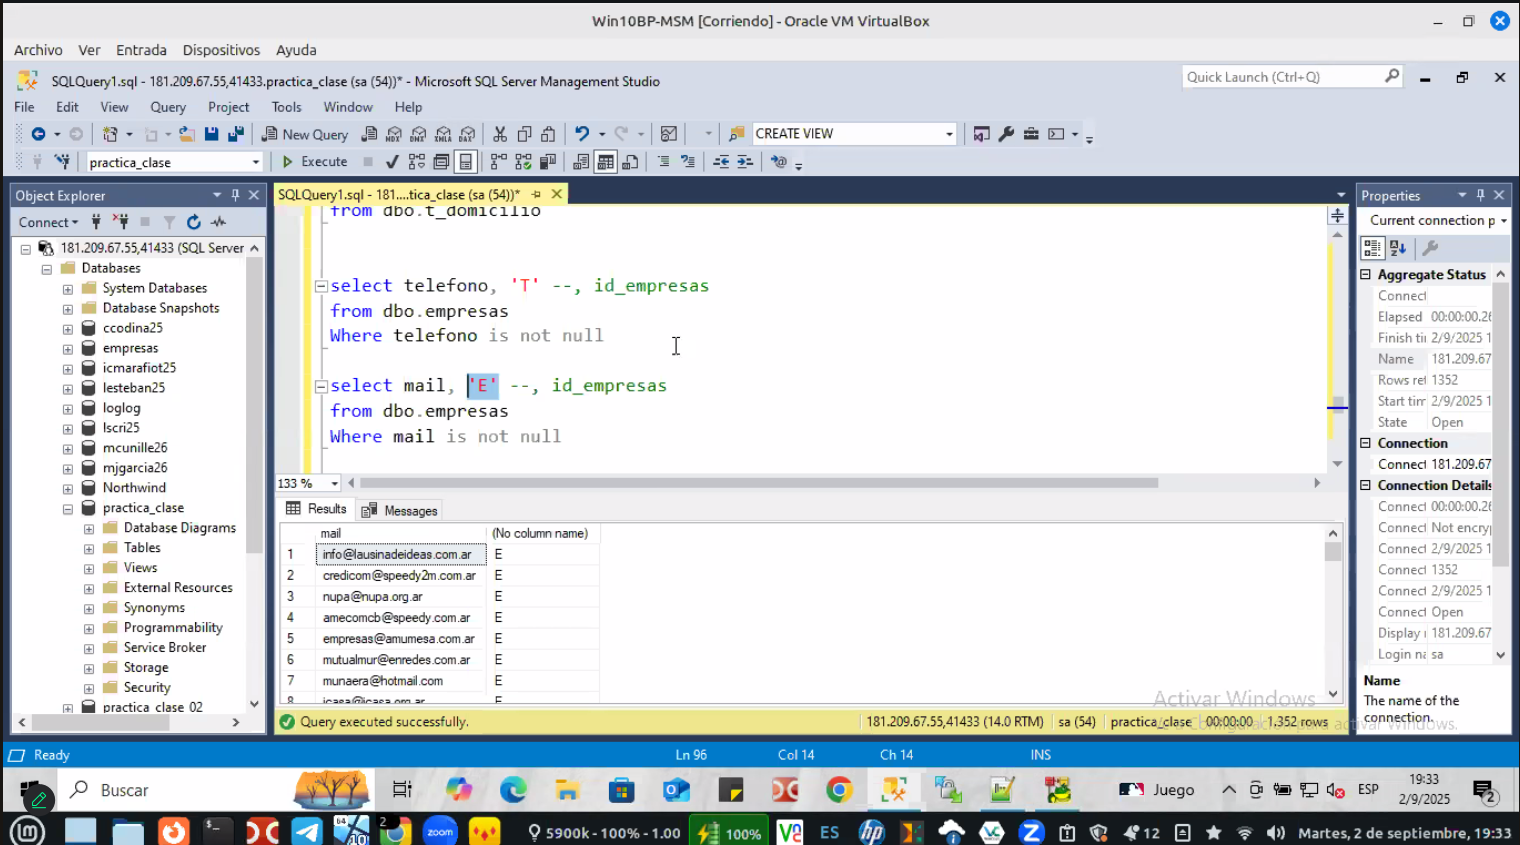 Win10BP-MSM [Corriendo] - Oracle VM VirtualBox
Archivo Ver Entrada Dispositivos Ayuda
SQLQuery1.sql - 181.209.67.55,41433.practica_clase (sa (54))* - Microsoft SQL Server Management Studio
Quick Launch (Ctrl+Q)
File Edit View Query Project Tools Window Help
New Query
CREATE VIEW
practica_clase
Execute
Object Explorer
SQLQuery1.sql - 181....tica_clase (sa (54))*
Properties
Connect
Current connection p
181.209.67.55,41433 (SQL Server
Databases
System Databases
Database Snapshots
ccodina25
empresas
icmarafiot25
lesteban25
loglog
lscri25
mcunille26
mjgarcia26
Northwind
practica_clase
Database Diagrams
Tables
Views
External Resources
Synonyms
Programmability
Service Broker
Storage
Security
practica_clase_02
from dbo.t_domicilio
select telefono, 'T' --, id_empresas
from dbo.empresas
Where telefono is not null
select mail, 'E' --, id_empresas
from dbo.empresas
Where mail is not null
133 %
Results Messages
mail (No column name)
1 info@lausinadeideas.com.ar E
2 credicom@speedy2m.com.ar E
3 nupa@nupa.org.ar E
4 amecomcb@speedy.com.ar E
5 empresas@amumesa.com.ar E
6 mutualmur@enredes.com.ar E
7 munaera@hotmail.com E
8 icasa@icasa.org.ar E
Query executed successfully.
181.209.67.55,41433 (14.0 RTM) sa (54) practica_clase 00:00:00 1,352 rows
Aggregate Status
Connect
Elapsed 00:00:00.26
Finish tir 2/9/2025 1
Name 181.209.67
Rows ret 1352
Start tim 2/9/2025 1
State Open
Connection
Connect 181.209.67
Connection Details
Connect 00:00:00.26
Connect Not encry
Connect 2/9/2025 1
Connect 1352
Connect 2/9/2025 1
Connect Open
Display 181.209.67
Login na sa
Name
The name of the
connection.
Activar Windows
Configuración para activar Windows.
Ready
Ln 96 Col 14 Ch 14 INS
Buscar
Juego
ESP
19:33
2/9/2025
2
5900k - 100% - 1.00
100%
ES
12
Martes, 2 de septiembre, 19:33